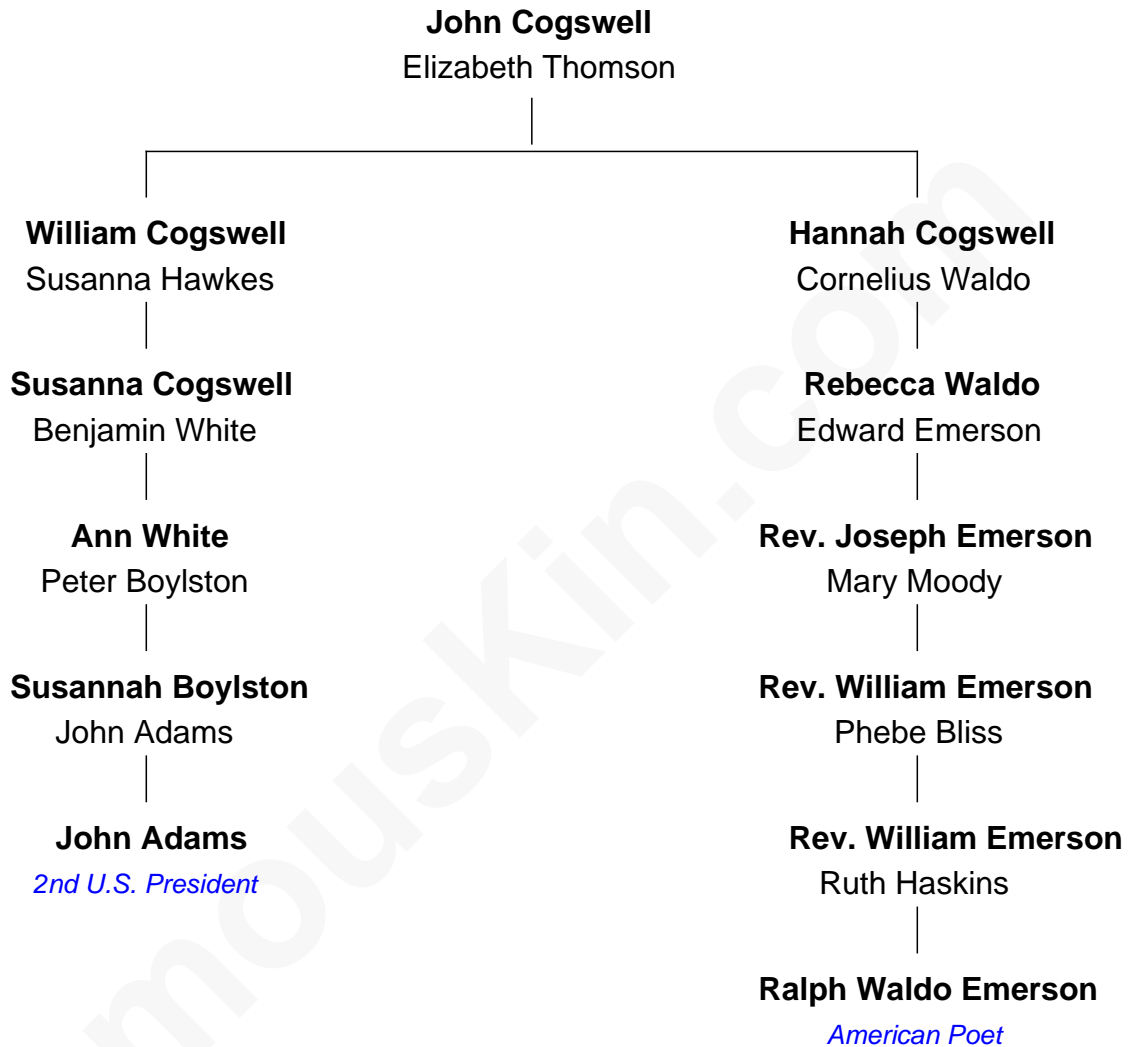 John Cogswell
Elizabeth Thomson
William Cogswell
Susanna Hawkes
Hannah Cogswell
Cornelius Waldo
Susanna Cogswell
Benjamin White
Rebecca Waldo
Edward Emerson
Ann White
Peter Boylston
Rev. Joseph Emerson
Mary Moody
Susannah Boylston
John Adams
Rev. William Emerson
Phebe Bliss
John Adams
2nd U.S. President
Rev. William Emerson
Ruth Haskins
Ralph Waldo Emerson
American Poet
mousKin.com